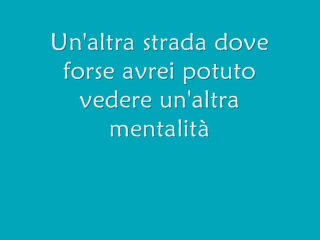 Un'altra strada dove
forse avrei potuto
vedere un'altra
mentalità